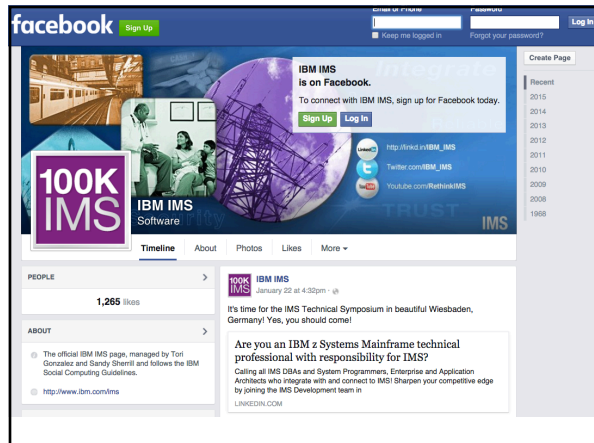 facebook
Sign Up
Email or Phone
Password
Log In
Keep me logged in
Forgot your password?
Create Page
Recent
2015
2014
2013
2012
2011
2010
2009
2008
1968
Integrate
IBM IMS
is on Facebook.
To connect with IBM IMS, sign up for Facebook today.
Sign Up
Log In
http://linkd.in/IBM_IMS
Twitter.com/IBM_IMS
Youtube.com/RethinkIMS
TRUST
IMS
100K
IMS
IBM IMS
Software
Timeline
About
Photos
Likes
More
PEOPLE
1,265 likes
ABOUT
The official IBM IMS page, managed by Tori
Gonzalez and Sandy Sherrill and follows the IBM
Social Computing Guidelines.
http://www.ibm.com/ims
100K
IMS
IBM IMS
January 22 at 4:32pm ·
It's time for the IMS Technical Symposium in beautiful Wiesbaden,
Germany! Yes, you should come!
Are you an IBM z Systems Mainframe technical
professional with responsibility for IMS?
Calling all IMS DBAs and System Programmers, Enterprise and Application
Architects who integrate with and connect to IMS! Sharpen your competitive edge
by joining the IMS Development team in
LINKEDIN.COM